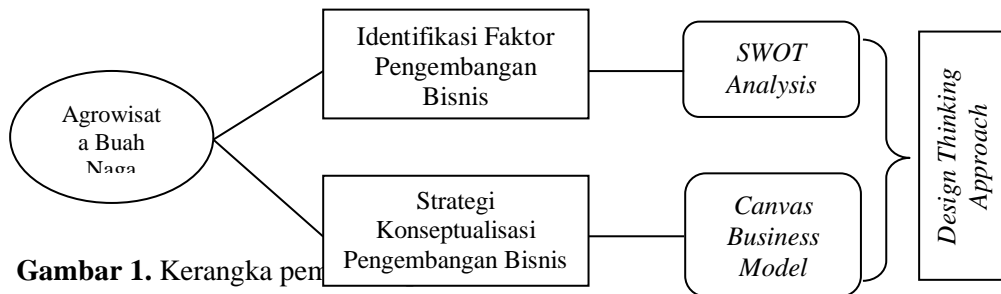 Agrowisat
a Buah
Naga
Identifikasi Faktor
Pengembangan
Bisnis
SWOT
Analysis
Strategi
Konseptualisasi
Pengembangan Bisnis
Canvas
Business
Model
Design Thinking
Approach
Gambar 1. Kerangka pem